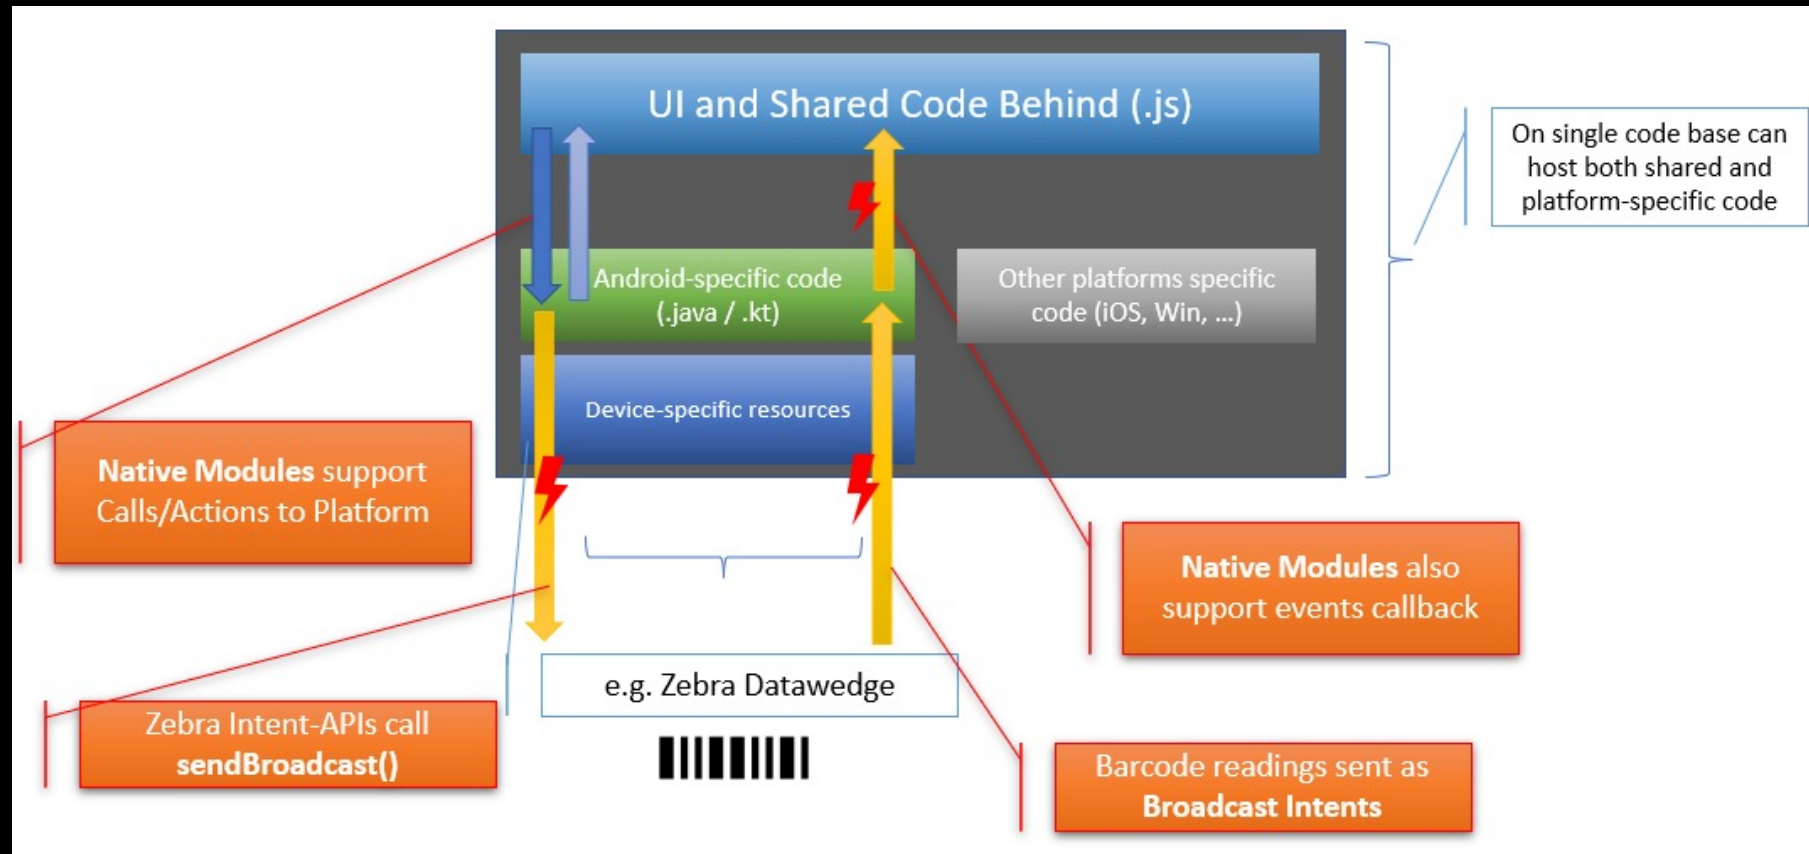 UI and Shared Code Behind (.js)
On single code base can
host both shared and
platform-specific code
Android-specific code
(.java / .kt)
Other platforms specific
code (iOS, Win, ...)
Device-specific resources
Native Modules support
Calls/Actions to Platform
Native Modules also
support events callback
e.g. Zebra Datawedge
Zebra Intent-APIs call
sendBroadcast()
Barcode readings sent as
Broadcast Intents